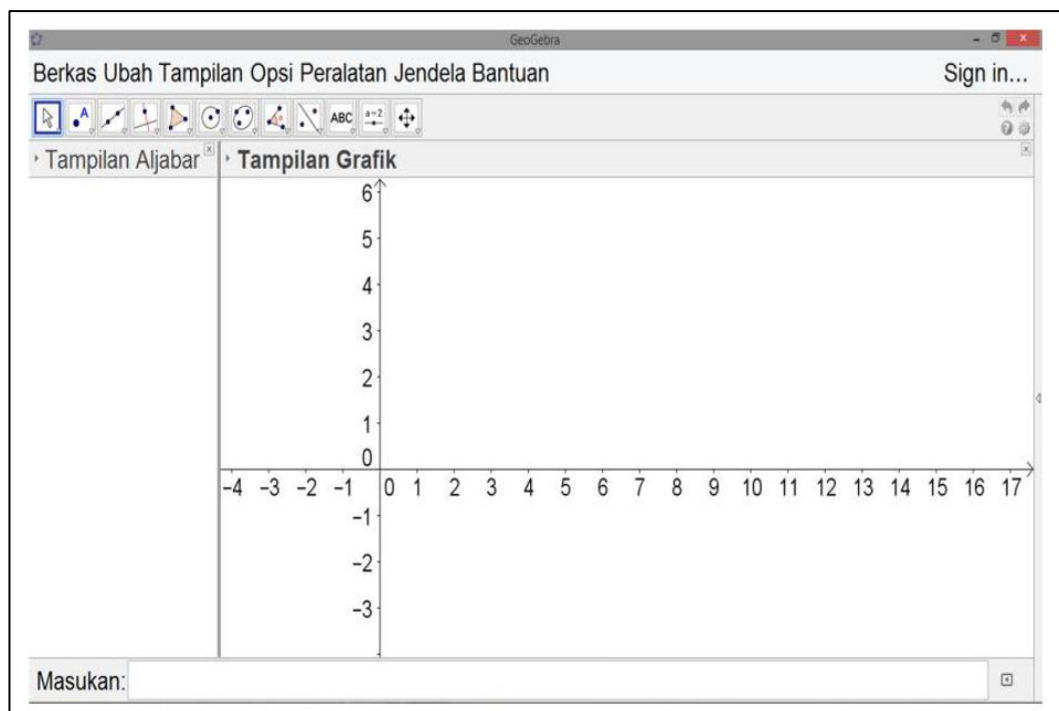 GeoGebra
Berkas Ubah Tampilan Opsi Peralatan Jendela Bantuan Sign in...
A ABC a=2
Tampilan Aljabar Tampilan Grafik
6
5
4
3
2
1
0
−4 −3 −2 −1 0 1 2 3 4 5 6 7 8 9 10 11 12 13 14 15 16 17
−1
−2
−3
Masukan: